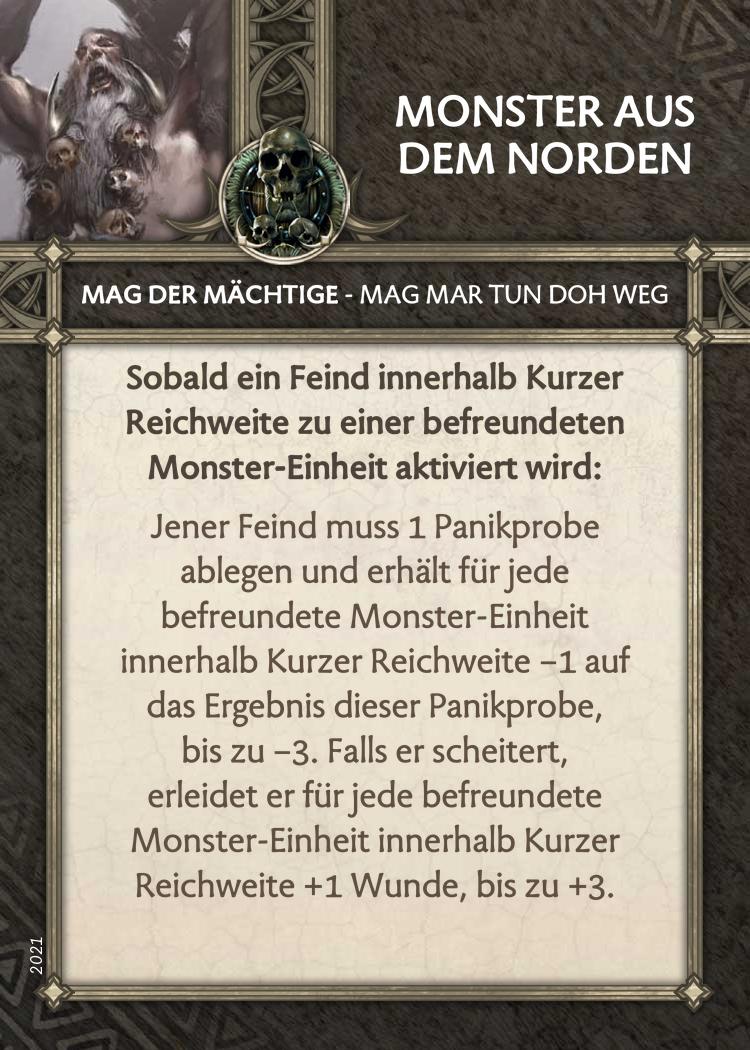 MONSTER AUS
DEM NORDEN
MAG DER MÄCHTIGE - MAG MAR TUN DOH WEG
Sobald ein Feind innerhalb Kurzer
Reichweite zu einer befreundeten
Monster-Einheit aktiviert wird:
Jener Feind muss 1 Panikprobe
ablegen und erhält für jede
befreundete Monster-Einheit
innerhalb Kurzer Reichweite −1 auf
das Ergebnis dieser Panikprobe,
bis zu −3. Falls er scheitert,
erleidet er für jede befreundete
Monster-Einheit innerhalb Kurzer
Reichweite +1 Wunde, bis zu +3.
2021